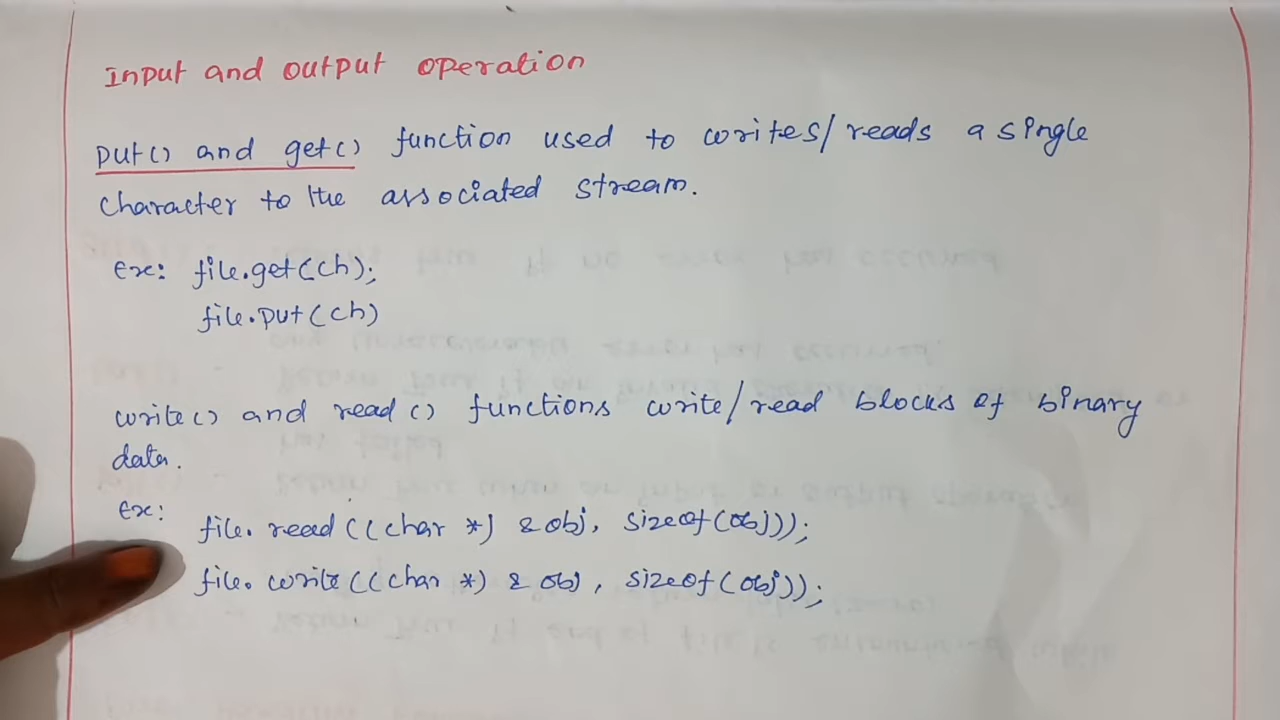 Input and output operation
put() and get() function used to writes/reads a single
character to the associated stream.
Ex: file.get(ch);
file.put(ch)
write() and read() functions write/read blocks of binary
data.
Ex:
file.read((char *) & obj, sizeof(obj));
file.write((char *) & obj, sizeof(obj));